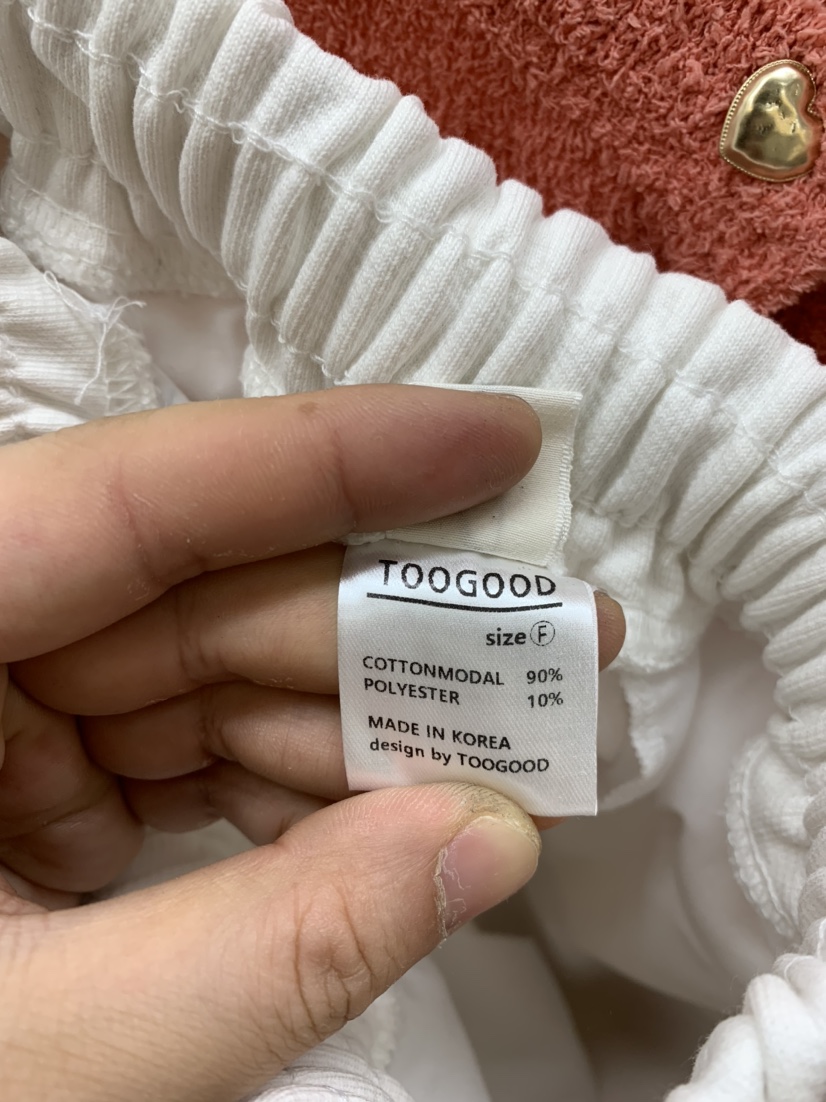 TOOGOOD
size Ⓕ
COTTONMODAL 90%
POLYESTER 10%
MADE IN KOREA
design by TOOGOOD